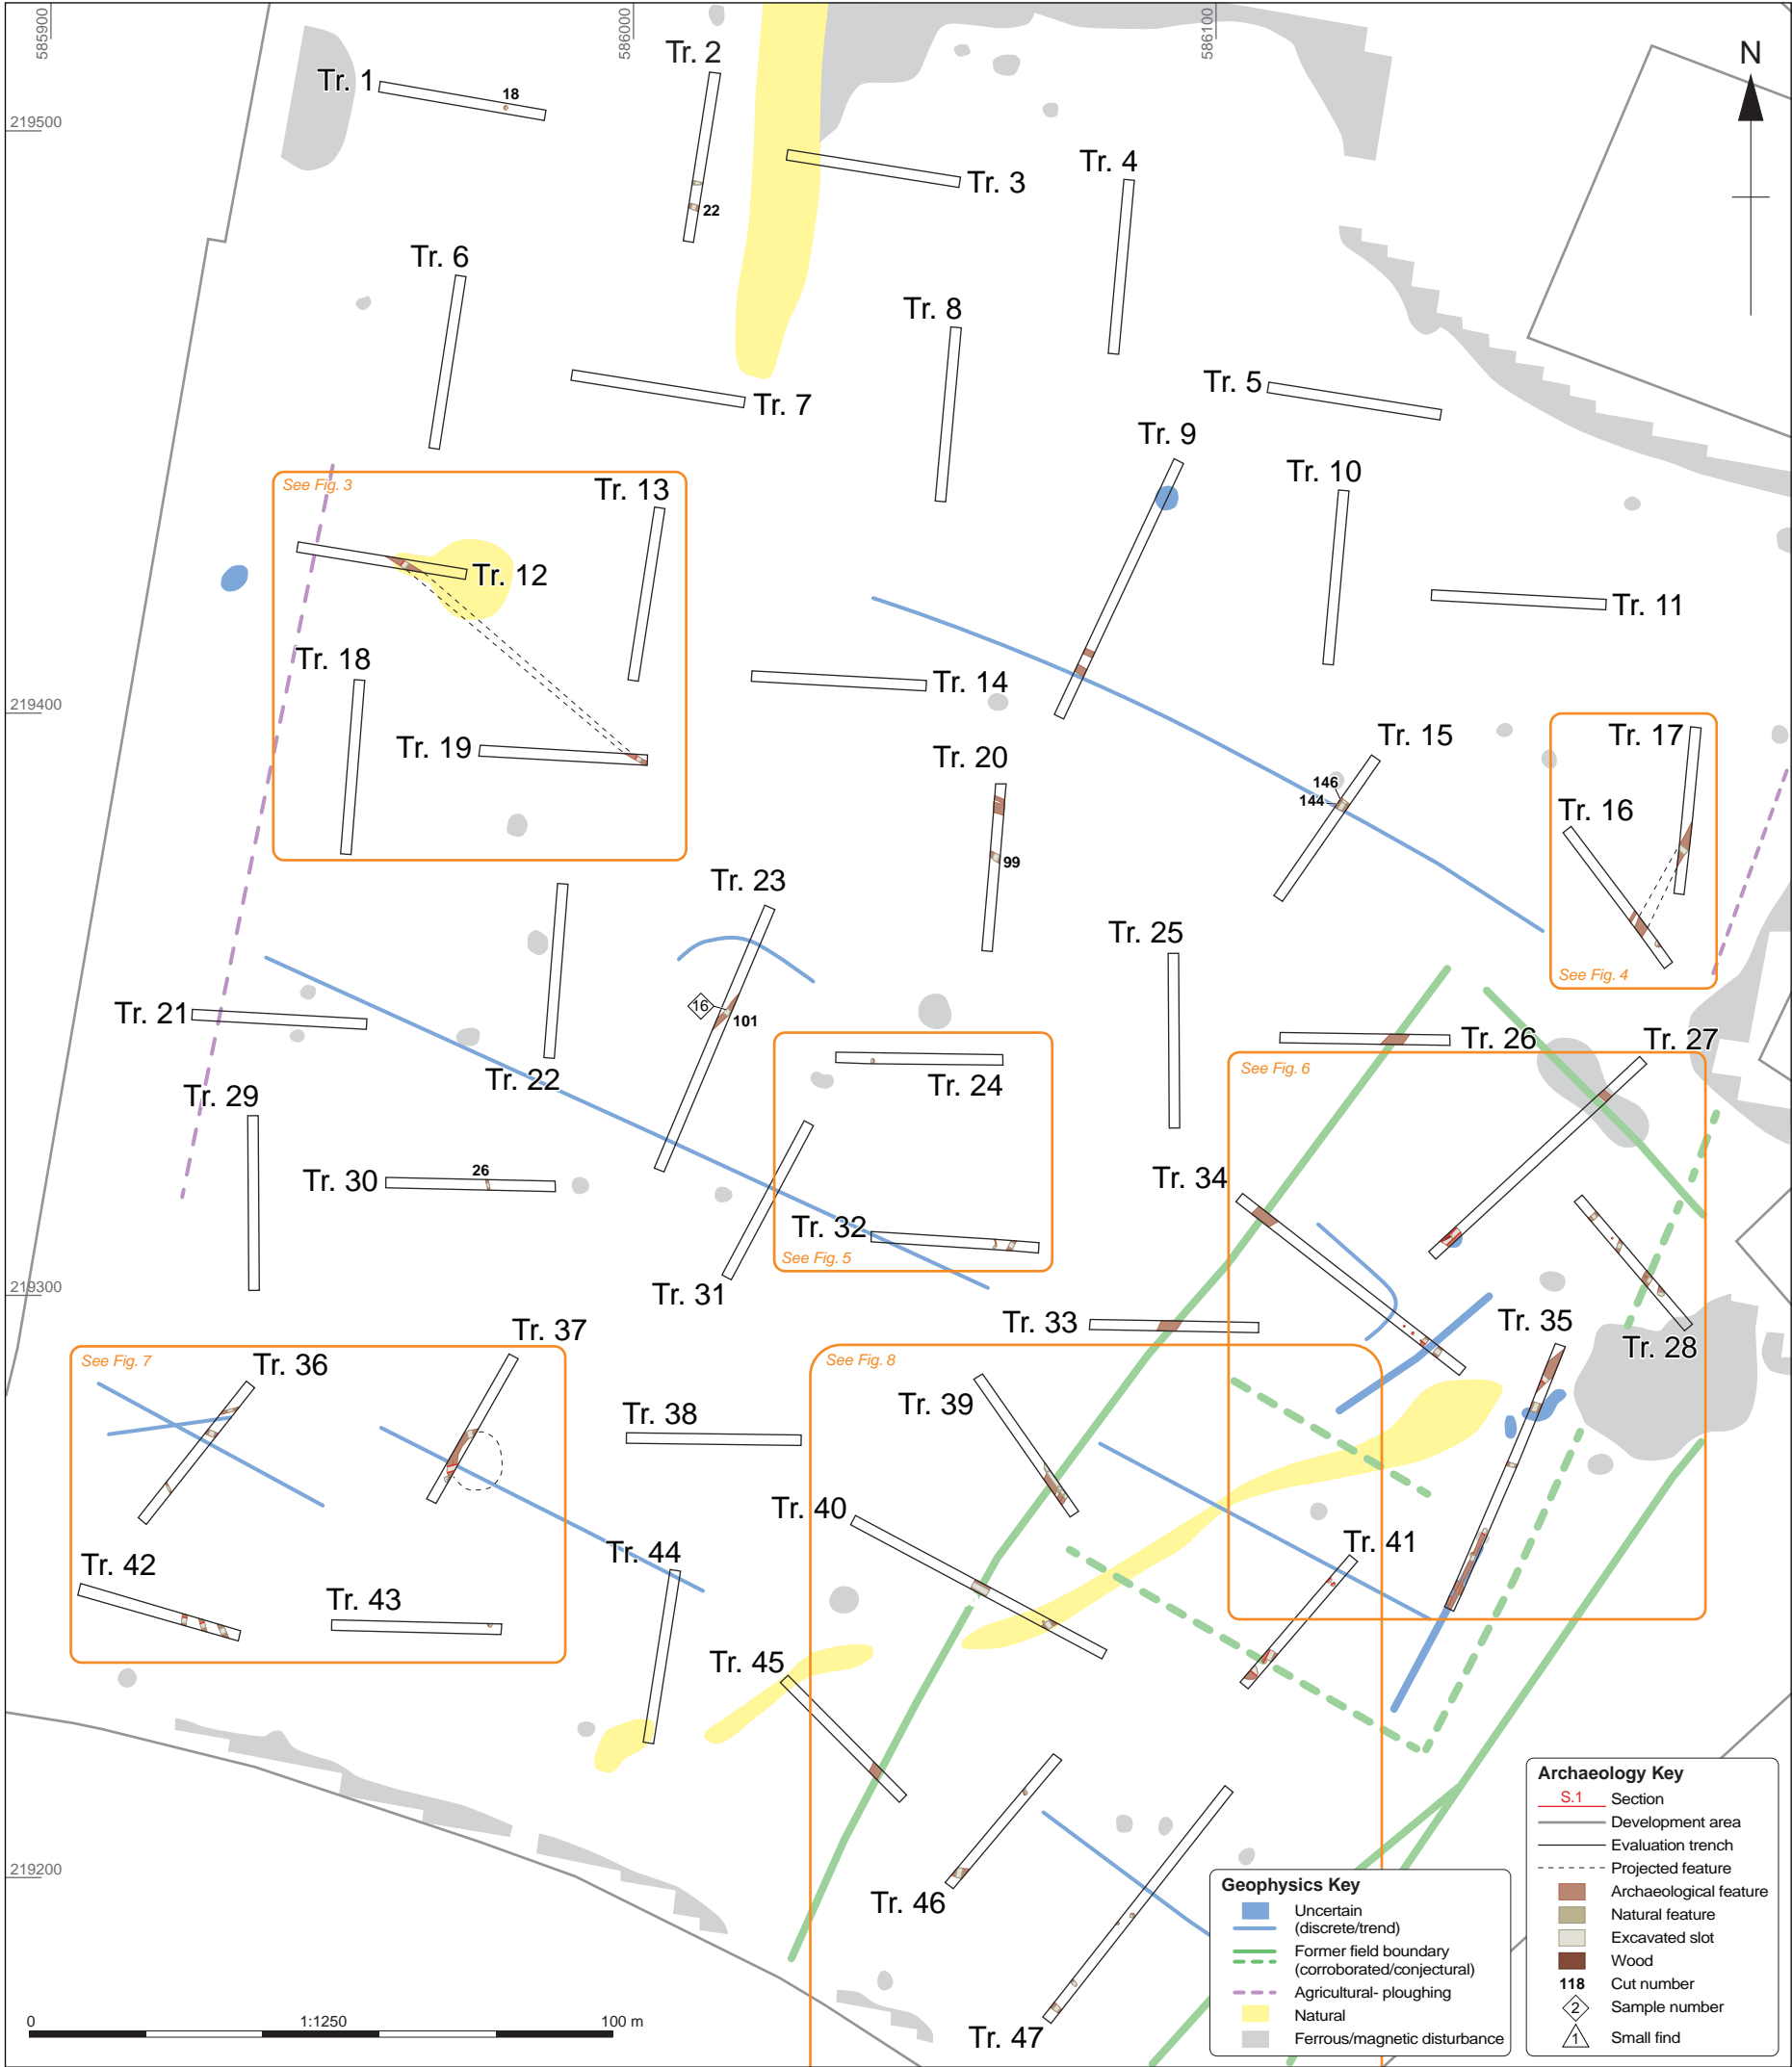 585900
586000
586100
N
Tr. 1
18
Tr. 2
22
219500
Tr. 3
Tr. 4
Tr. 6
Tr. 8
Tr. 7
Tr. 5
Tr. 9
Tr. 10
See Fig. 3
Tr. 13
Tr. 12
Tr. 11
Tr. 18
Tr. 14
219400
Tr. 19
Tr. 20
Tr. 15
146
144
Tr. 17
Tr. 16
99
See Fig. 4
Tr. 23
Tr. 25
16
101
Tr. 21
Tr. 22
Tr. 24
Tr. 26
Tr. 27
See Fig. 6
Tr. 29
Tr. 30
26
Tr. 34
Tr. 32
See Fig. 5
Tr. 31
219300
Tr. 33
Tr. 35
Tr. 28
Tr. 37
See Fig. 7
Tr. 36
See Fig. 8
Tr. 38
Tr. 39
Tr. 40
Tr. 41
Tr. 44
Tr. 42
Tr. 43
Tr. 45
219200
Tr. 46
Tr. 47
0
1:1250
100 m
Geophysics Key
Uncertain
(discrete/trend)
Former field boundary
(corroborated/conjectural)
Agricultural- ploughing
Natural
Ferrous/magnetic disturbance
Archaeology Key
S.1 Section
Development area
Evaluation trench
Projected feature
Archaeological feature
Natural feature
Excavated slot
Wood
118 Cut number
2 Sample number
1 Small find